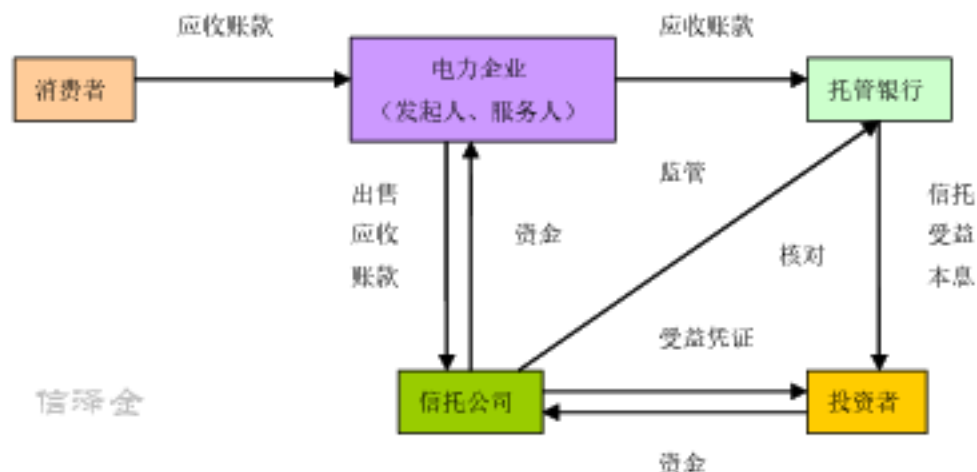 应收账款
应收账款
消费者
电力企业
（发起人、服务人）
托管银行
出售
应收
账款
资金
监管
核对
信托
受益
本息
受益凭证
信泽金
信托公司
投资者
资金